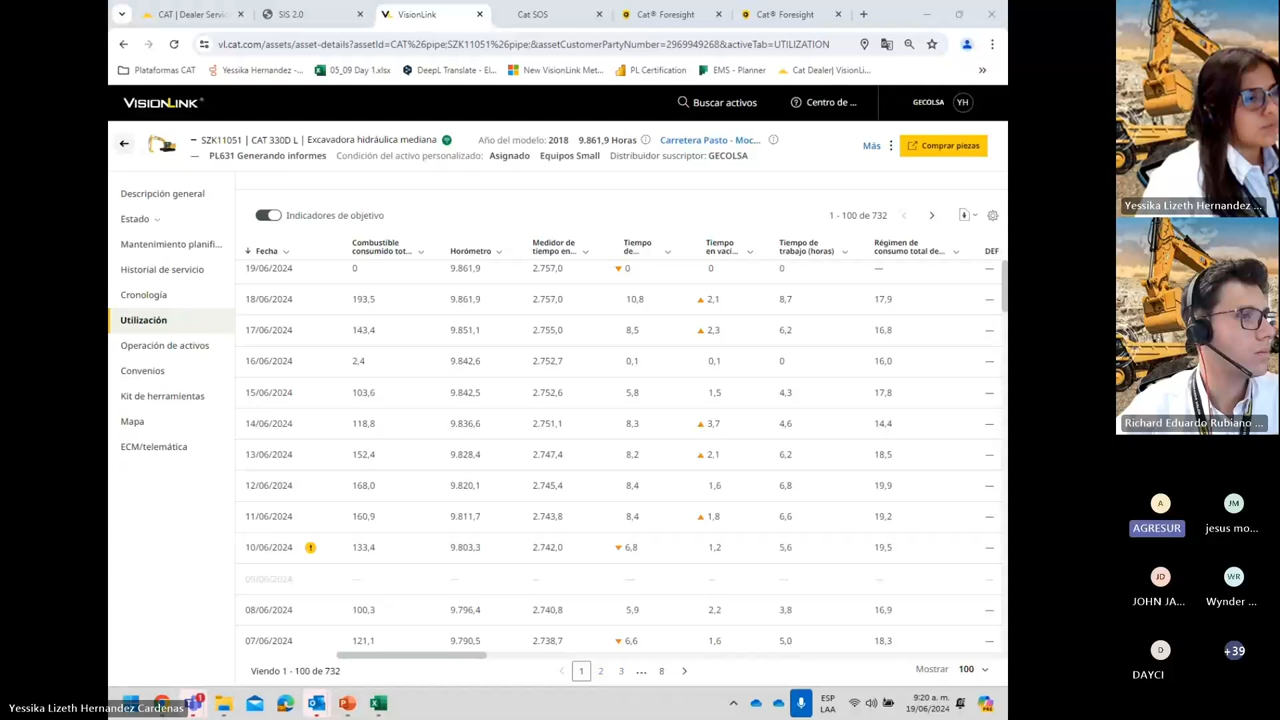 CAT | Dealer Servic
SIS 2.0
VisionLink
Cat SOS
Cat® Foresight
Cat® Foresight
vl.cat.com/assets/asset-details?assetId=CAT%26pipe;SZK11051%26pipe;&assetCustomerPartyNumber=2969949268&activeTab=UTILIZATION
Plataformas CAT
Yessika Hernandez -...
05_09 Day 1.xlsx
DeepL Translate - El...
New VisionLink Met...
PL Certification
EMS - Planner
Cat Dealer| VisionLi...
VISIONLINK®
Buscar activos
Centro de ...
GECOLSA
YH
SZK11051 | CAT 330D L | Excavadora hidráulica mediana
Año del modelo: 2018
9.861,9 Horas
Carretera Pasto - Moc...
Más
Comprar piezas
PL631 Generando informes
Condición del activo personalizado: Asignado
Equipos Small
Distribuidor suscriptor: GECOLSA
Descripción general
Estado
Mantenimiento planifi...
Historial de servicio
Cronología
Utilización
Operación de activos
Convenios
Kit de herramientas
Mapa
ECM/telemática
Indicadores de objetivo
1 - 100 de 732
Fecha Combustible consumido tot... Horómetro Medidor de tiempo en... Tiempo de... Tiempo en vací... Tiempo de trabajo (horas) Régimen de consumo total de... DEF
19/06/2024 0 9.861,9 2.757,0 0 0 0 — —
18/06/2024 193,5 9.861,9 2.757,0 10,8 2,1 8,7 17,9 —
17/06/2024 143,4 9.851,1 2.755,0 8,5 2,3 6,2 16,8 —
16/06/2024 2,4 9.842,6 2.752,7 0,1 0,1 0 16,0 —
15/06/2024 103,6 9.842,5 2.752,6 5,8 1,5 4,3 17,8 —
14/06/2024 118,8 9.836,6 2.751,1 8,3 3,7 4,6 14,4 —
13/06/2024 152,4 9.828,4 2.747,4 8,2 2,1 6,2 18,5 —
12/06/2024 168,0 9.820,1 2.745,4 8,4 1,6 6,8 19,9 —
11/06/2024 160,9 9.811,7 2.743,8 8,4 1,8 6,6 19,2 —
10/06/2024 133,4 9.803,3 2.742,0 6,8 1,2 5,6 19,5 —
09/06/2024 — — — — — — — —
08/06/2024 100,3 9.796,4 2.740,8 5,9 2,2 3,8 16,9 —
07/06/2024 121,1 9.790,5 2.738,7 6,6 1,6 5,0 18,3 —
Viendo 1 - 100 de 732
1 2 3 ... 8
Mostrar 100
Yessika Lizeth Hernandez Cardenas
1
ESP
LAA
9:20 a. m.
19/06/2024
Yessika Lizeth Hernandez ...
Richard Eduardo Rubiano ...
A
AGRESUR
JM
jesus mo...
JD
JOHN JA...
WR
Wynder ...
D
DAYCI
+39